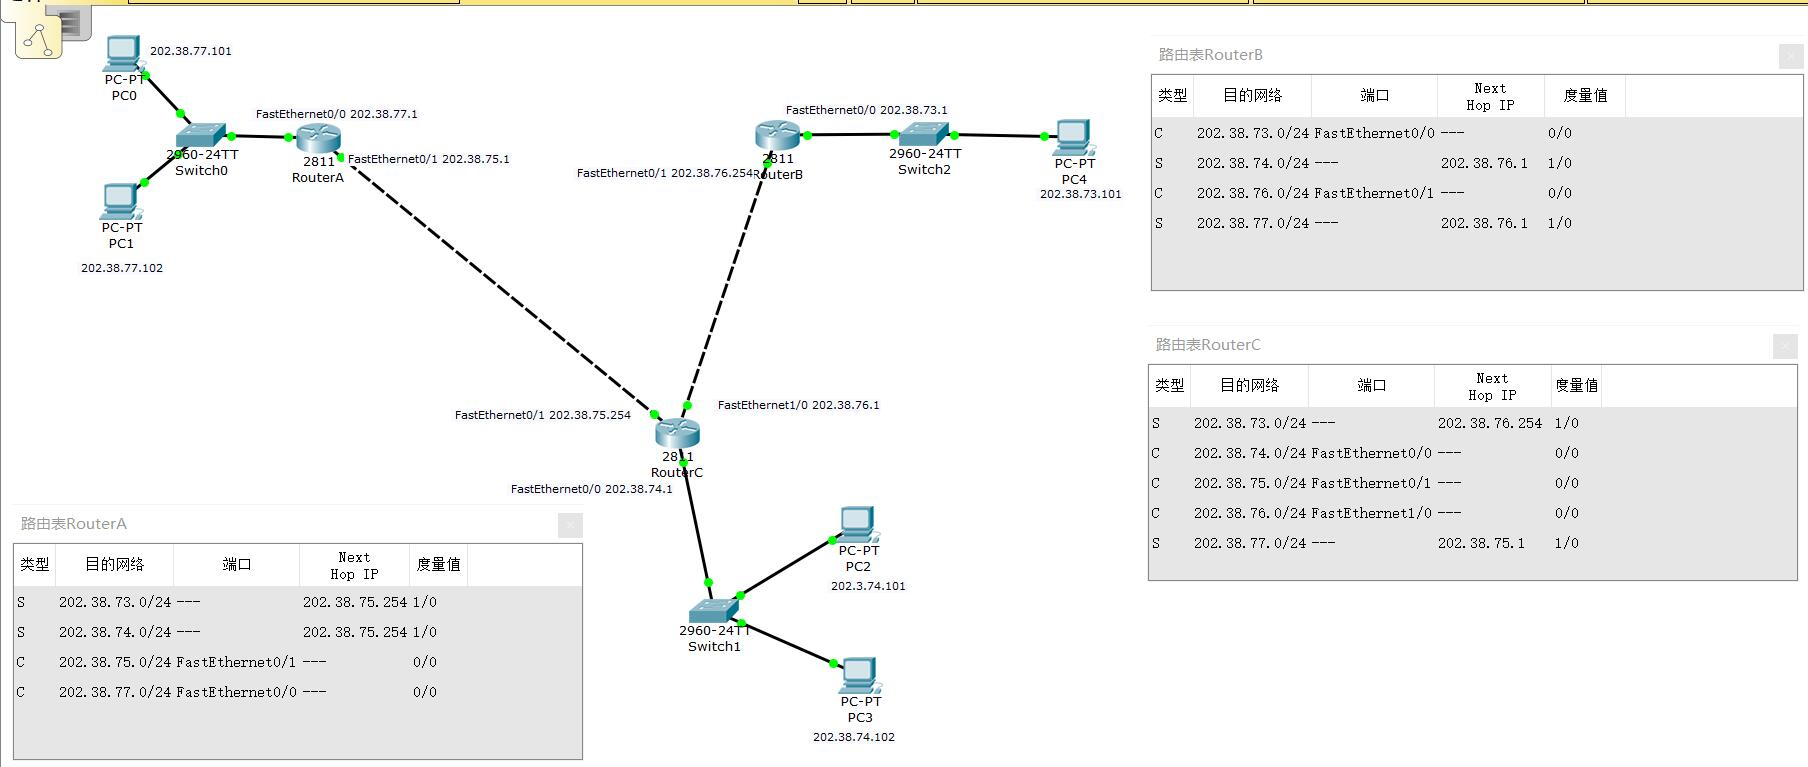 202.38.77.101
PC-PT
PC0
FastEthernet0/0 202.38.77.1
2960-24TT
Switch0
2811
RouterA
FastEthernet0/1 202.38.75.1
PC-PT
PC1
202.38.77.102
FastEthernet0/0 202.38.73.1
2811
RouterB
FastEthernet0/1 202.38.76.254
2960-24TT
Switch2
PC-PT
PC4
202.38.73.101
FastEthernet0/1 202.38.75.254
FastEthernet1/0 202.38.76.1
2811
RouterC
FastEthernet0/0 202.38.74.1
PC-PT
PC2
202.3.74.101
2960-24TT
Switch1
PC-PT
PC3
202.38.74.102
路由表RouterA
类型 目的网络 端口 Next Hop IP 度量值
S 202.38.73.0/24 --- 202.38.75.254 1/0
S 202.38.74.0/24 --- 202.38.75.254 1/0
C 202.38.75.0/24 FastEthernet0/1 --- 0/0
C 202.38.77.0/24 FastEthernet0/0 --- 0/0
路由表RouterB
类型 目的网络 端口 Next Hop IP 度量值
C 202.38.73.0/24 FastEthernet0/0 --- 0/0
S 202.38.74.0/24 --- 202.38.76.1 1/0
C 202.38.76.0/24 FastEthernet0/1 --- 0/0
S 202.38.77.0/24 --- 202.38.76.1 1/0
路由表RouterC
类型 目的网络 端口 Next Hop IP 度量值
S 202.38.73.0/24 --- 202.38.76.254 1/0
C 202.38.74.0/24 FastEthernet0/0 --- 0/0
C 202.38.75.0/24 FastEthernet0/1 --- 0/0
C 202.38.76.0/24 FastEthernet1/0 --- 0/0
S 202.38.77.0/24 --- 202.38.75.1 1/0